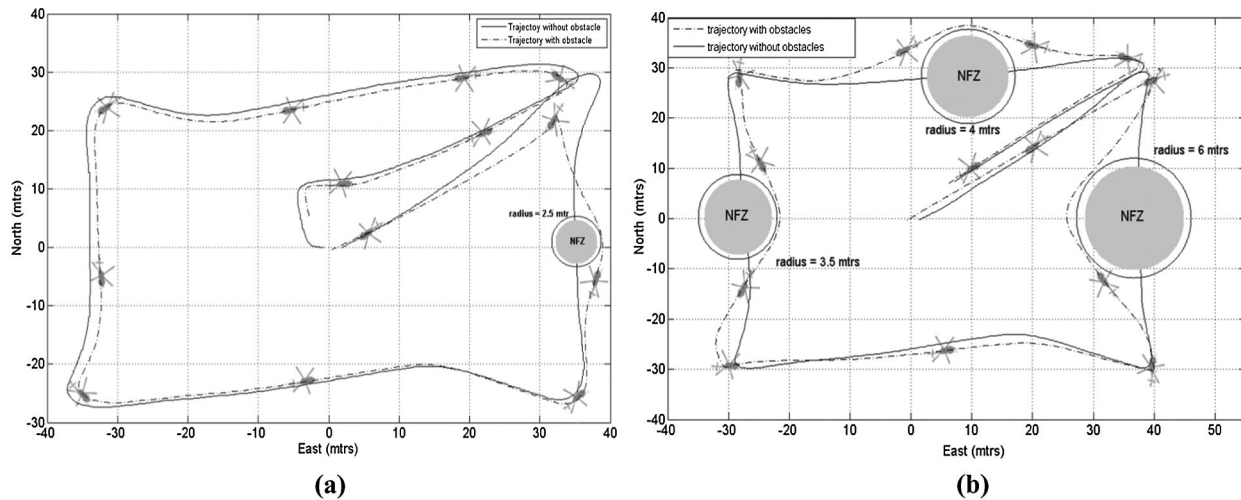 (a)
Trajectoy without obstacle
Trajectory with obstacle
North (mtrs)
40
30
20
10
0
-10
-20
-30
radius = 2.5 mtr
NFZ
-40 -30 -20 -10 0 10 20 30 40
East (mtrs)
(a)
(b)
trajectory with obstacles
trajectory without obstacles
North (mtrs)
40
30
20
10
0
-10
-20
-30
-40
NFZ
radius = 4 mtrs
radius = 6 mtrs
NFZ
NFZ
radius = 3.5 mtrs
-40 -30 -20 -10 0 10 20 30 40 50
East (mtrs)
(b)